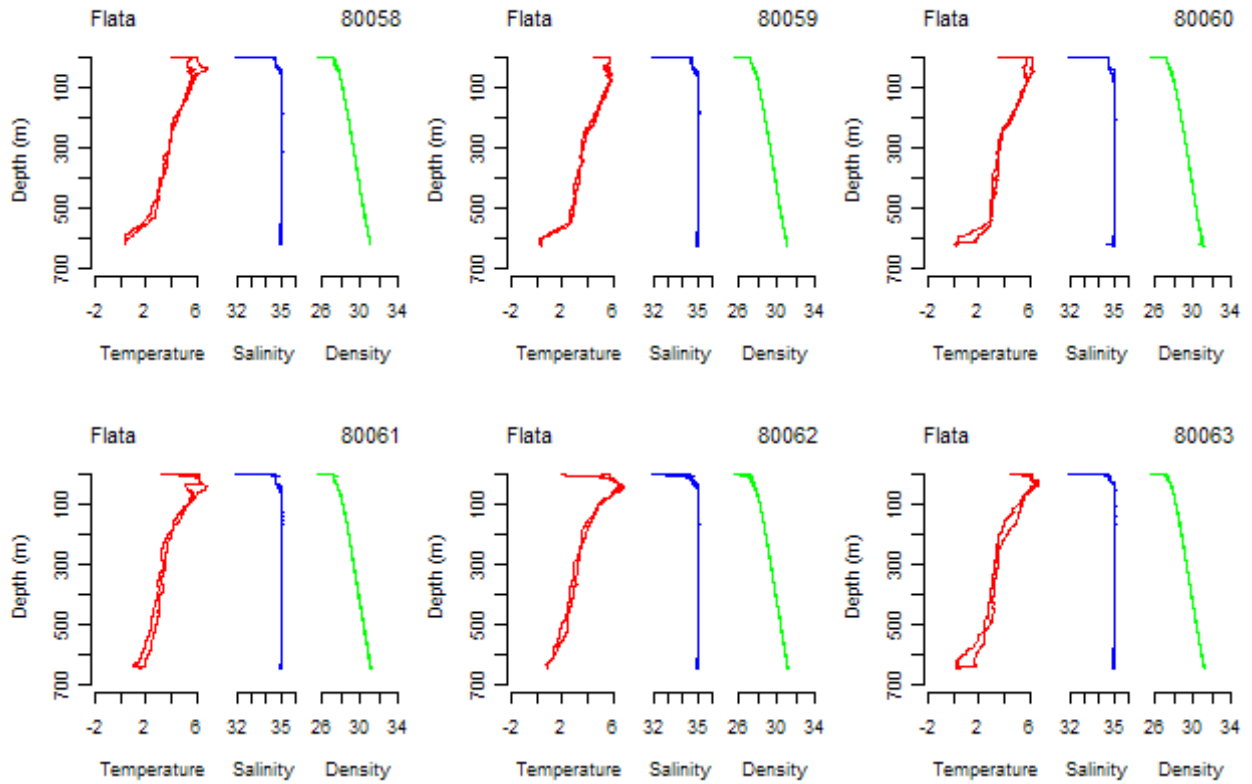 Flata 80058 Flata 80059 Flata 80060
Depth (m) 100 300 500 700 Depth (m) 100 300 500 700 Depth (m) 100 300 500 700
-2 2 6 32 35 26 30 34 -2 2 6 32 35 26 30 34 -2 2 6 32 35 26 30 34
Temperature Salinity Density Temperature Salinity Density Temperature Salinity Density
Flata 80061 Flata 80062 Flata 80063
Depth (m) 100 300 500 700 Depth (m) 100 300 500 700 Depth (m) 100 300 500 700
-2 2 6 32 35 26 30 34 -2 2 6 32 35 26 30 34 -2 2 6 32 35 26 30 34
Temperature Salinity Density Temperature Salinity Density Temperature Salinity Density